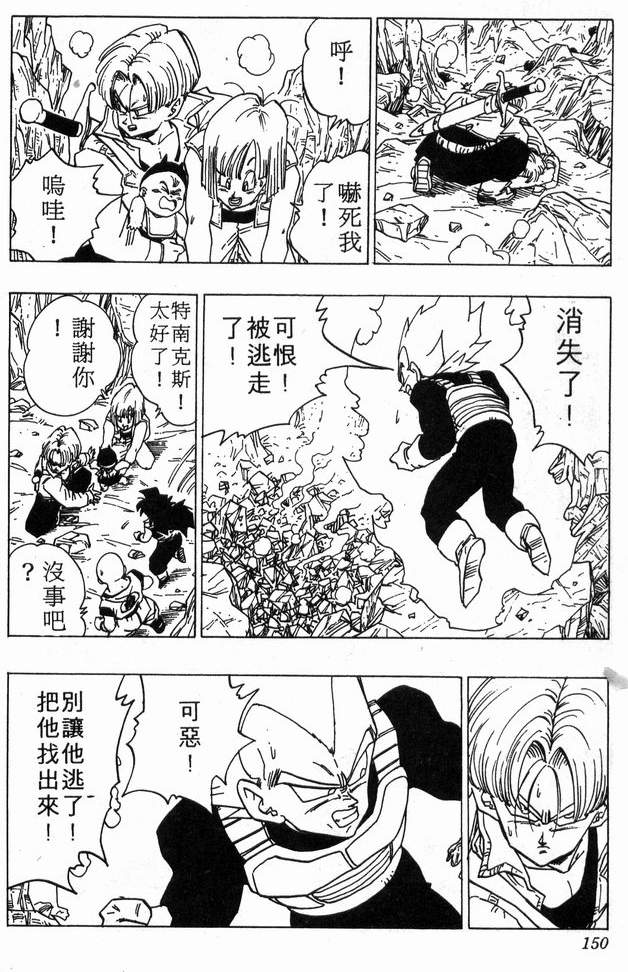 呼！
嚇死我
了！
嗚哇！
消失了！
可恨！
被逃走
了！
特南克斯！
太好了！
謝謝你
！
沒事吧
？
可惡！
別讓他逃了！
把他找出來！
150